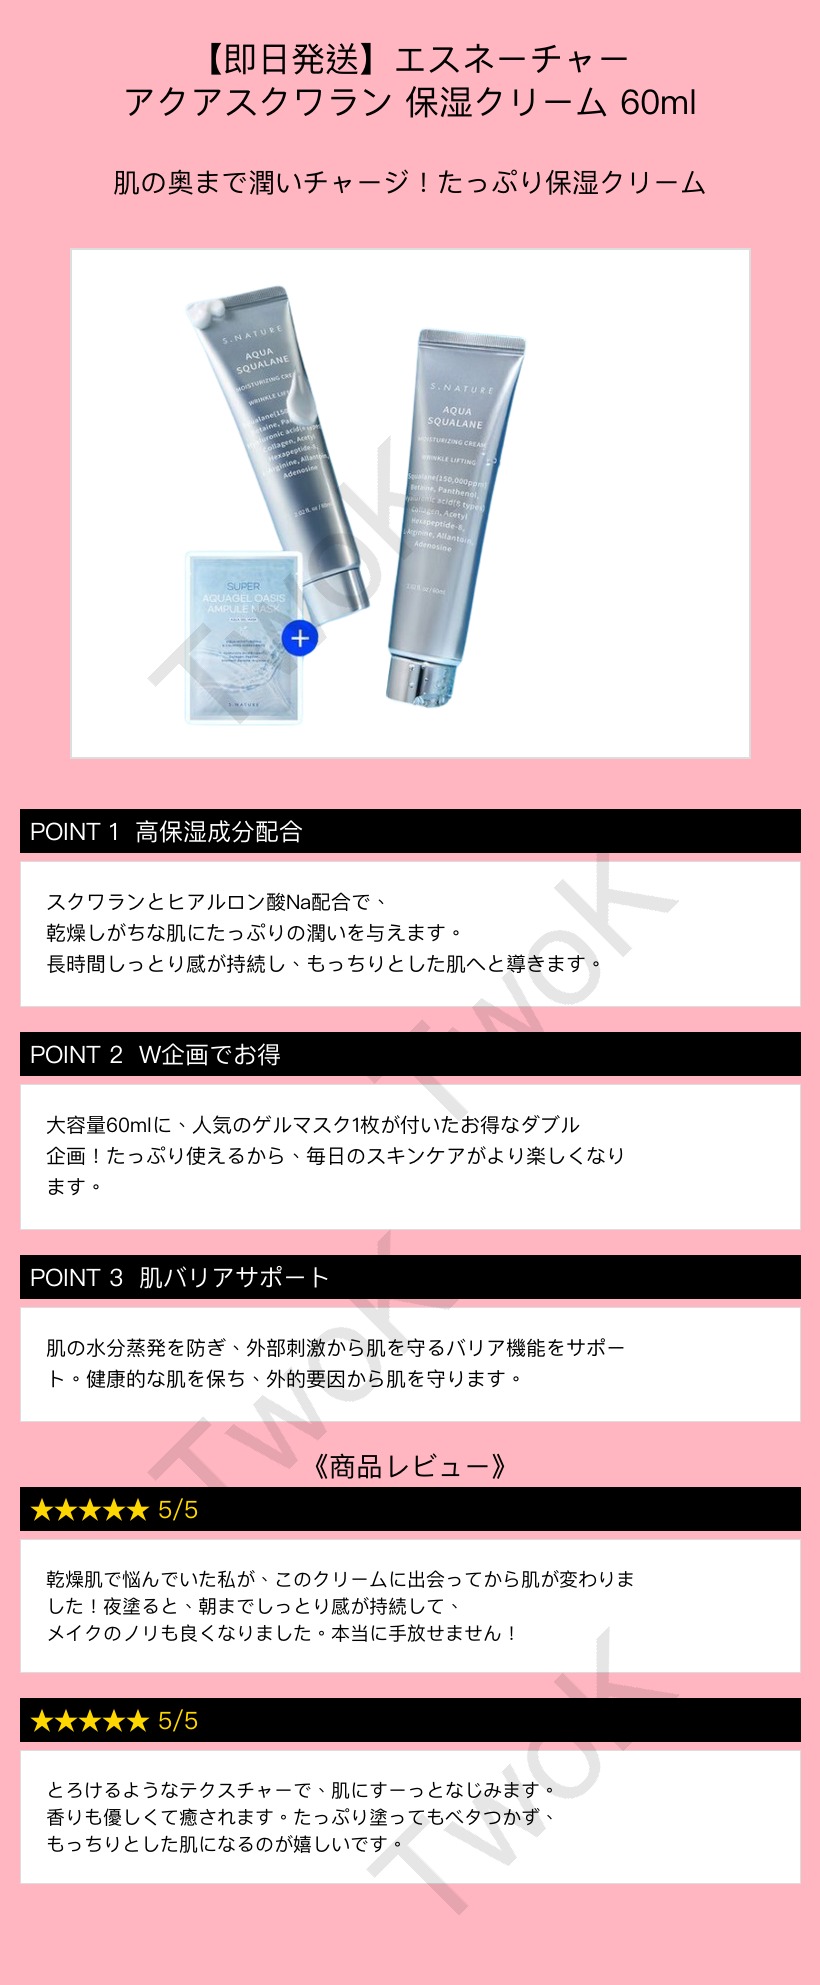 【即日発送】エスネーチャー
アクアスクワラン 保湿クリーム 60ml
肌の奥まで潤いチャージ！たっぷり保湿クリーム
S.NATURE
AQUA
SQUALANE
MOISTURIZING CRE
WRINKLE LIF
Hexapeptide-8,
Arginine, Allantoin,
Adenosine
S.NATURE
AQUA
SQUALANE
MOISTURIZING CREAM
WRINKLE LIFTING
Squalane(150,000ppm)
Betaine, Panthenol,
Hyaluronic acid(8 types)
Collagen, Acetyl
Hexapeptide-8,
L-Arginine, Allantoin,
Adenosine
2.02 fl. oz / 60ml
SUPER
AQUAGEL OASIS
AMPULE MASK
S.NATURE
TwoK
POINT 1 高保湿成分配合
スクワランとヒアルロン酸Na配合で、
乾燥しがちな肌にたっぷりの潤いを与えます。
長時間しっとり感が持続し、もっちりとした肌へと導きます。
TwoK
POINT 2 W企画でお得
大容量60mlに、人気のゲルマスク1枚が付いたお得なダブル
企画！たっぷり使えるから、毎日のスキンケアがより楽しくなり
ます。
POINT 3 肌バリアサポート
肌の水分蒸発を防ぎ、外部刺激から肌を守るバリア機能をサポー
ト。健康的な肌を保ち、外的要因から肌を守ります。
TwoK
《商品レビュー》
★★★★★ 5/5
乾燥肌で悩んでいた私が、このクリームに出会ってから肌が変わりま
した！夜塗ると、朝までしっとり感が持続して、
メイクのノリも良くなりました。本当に手放せません！
★★★★★ 5/5
とろけるようなテクスチャーで、肌にすーっとなじみます。
香りも優しくて癒されます。たっぷり塗ってもベタつかず、
もっちりとした肌になるのが嬉しいです。
TwoK